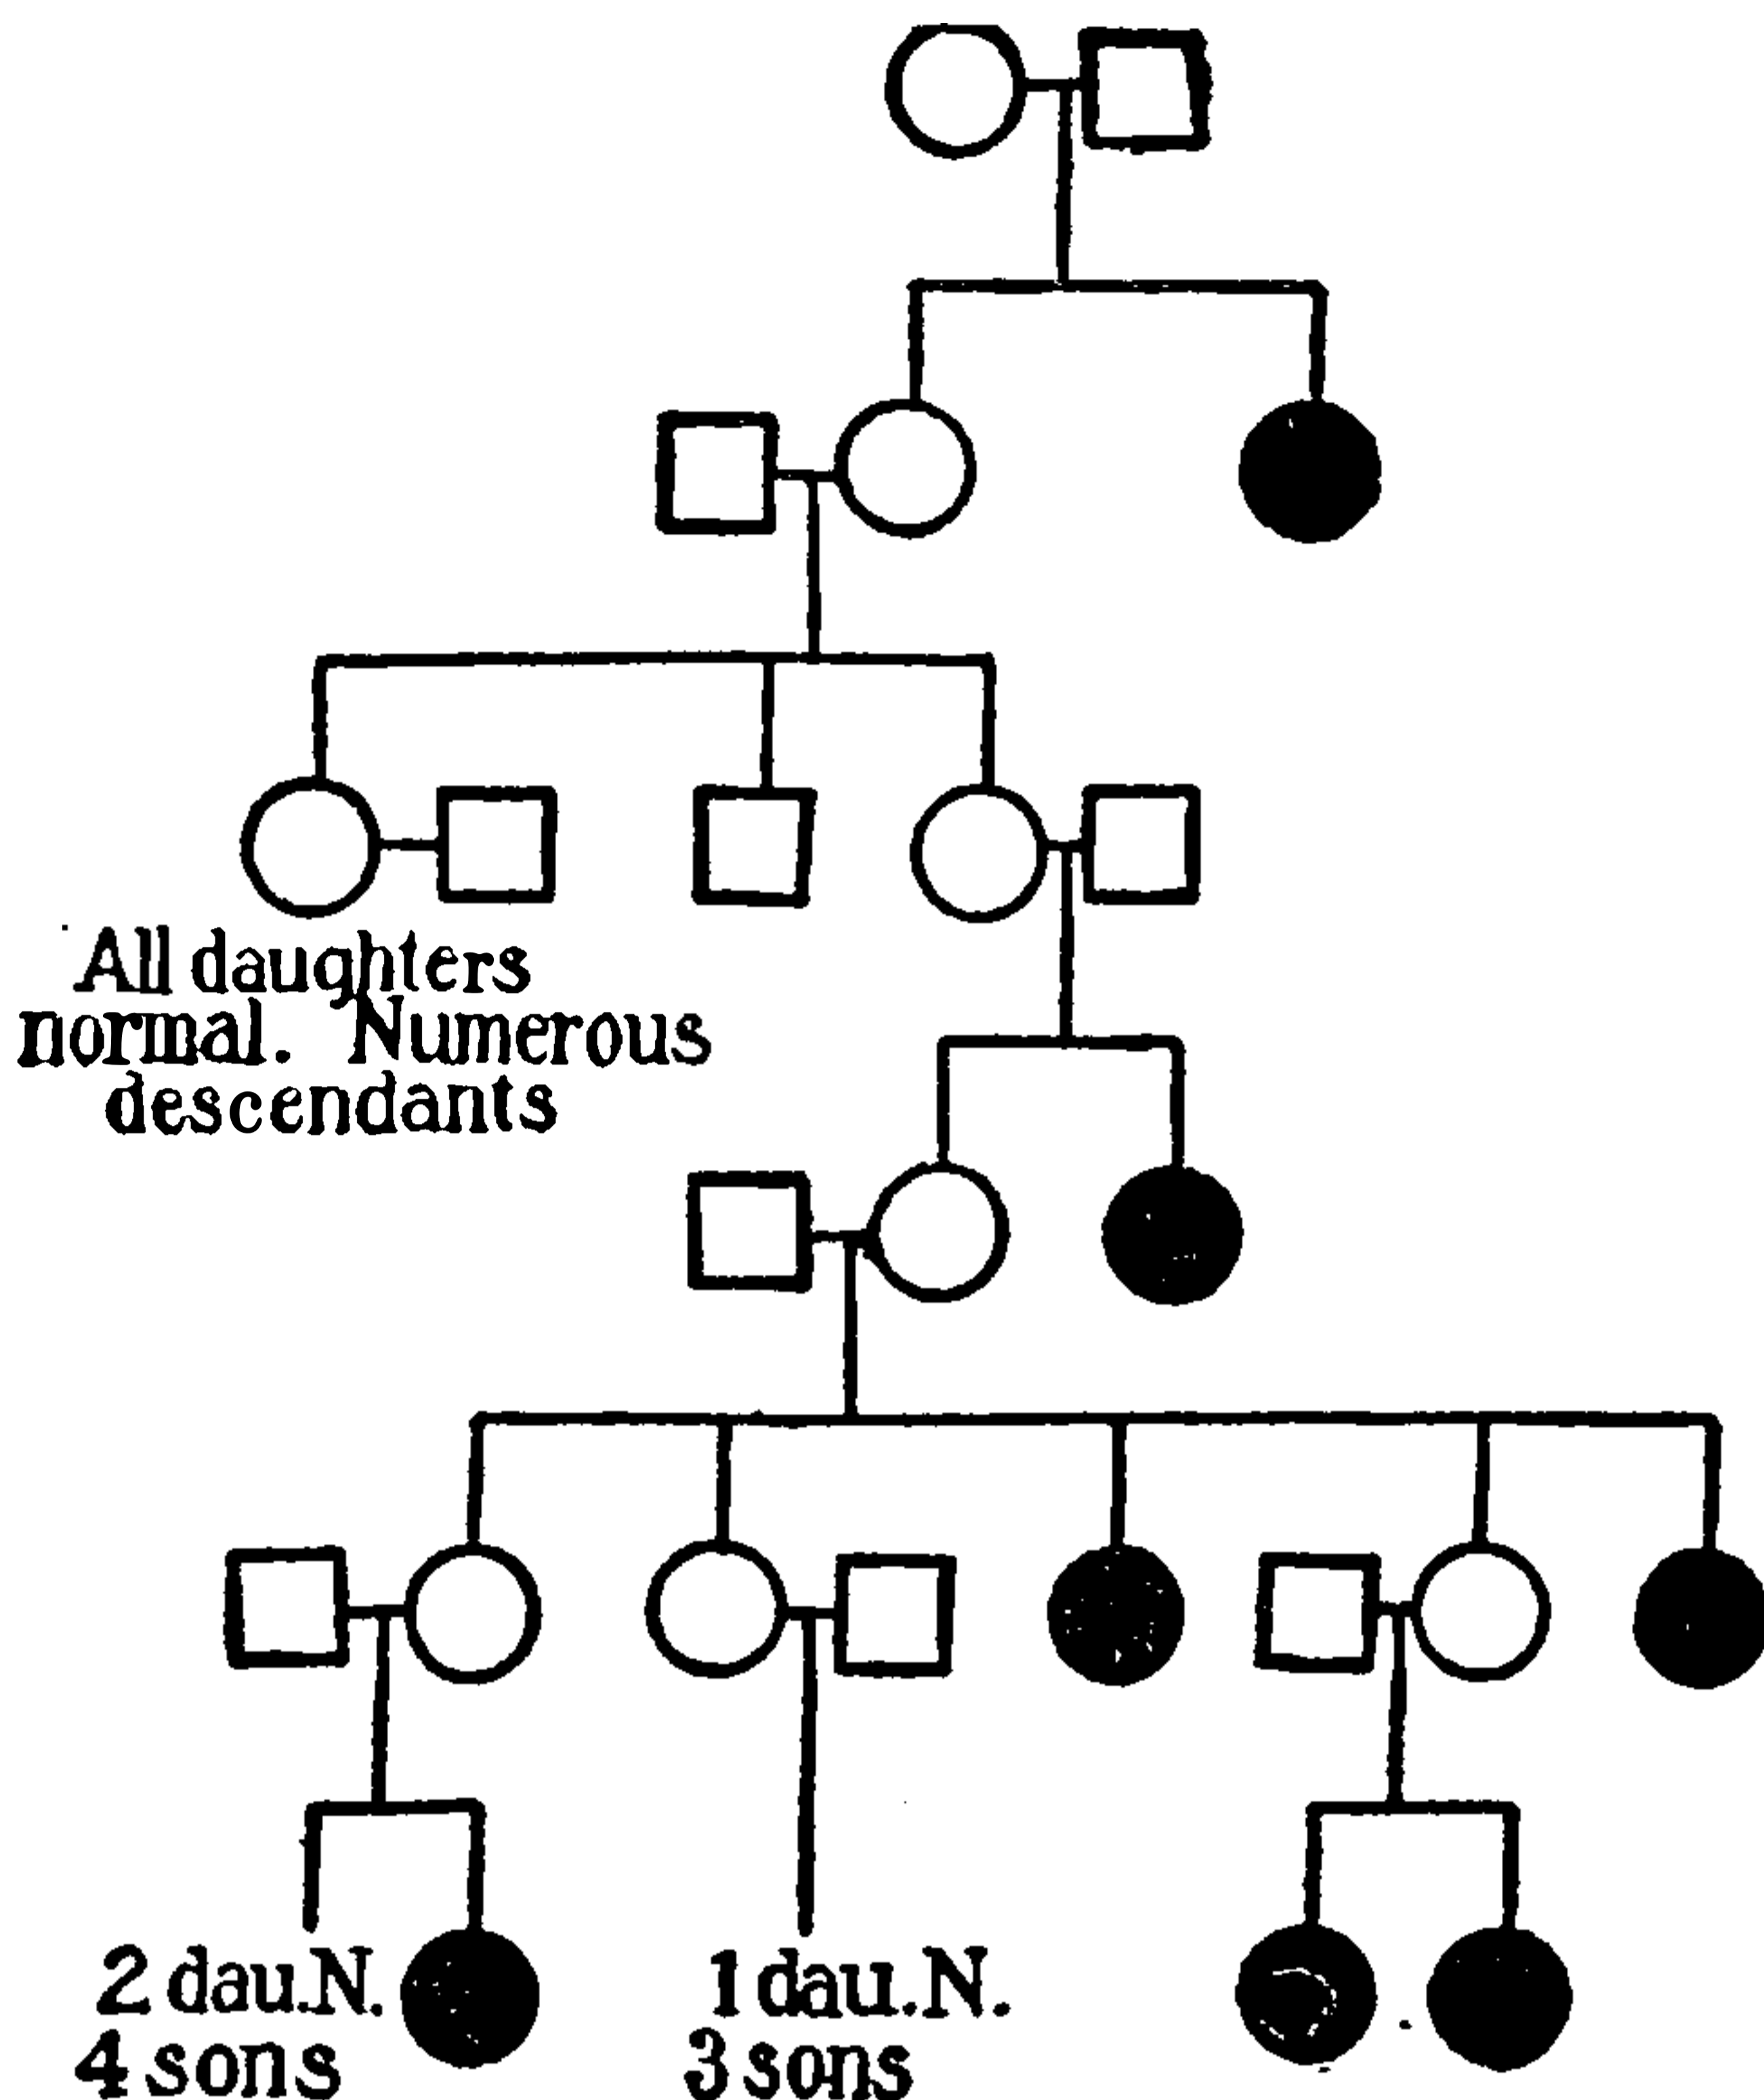 All daughters
normal. Numerous
descendants
2 dau.N.
4 sons
1 dau.N.
3 sons